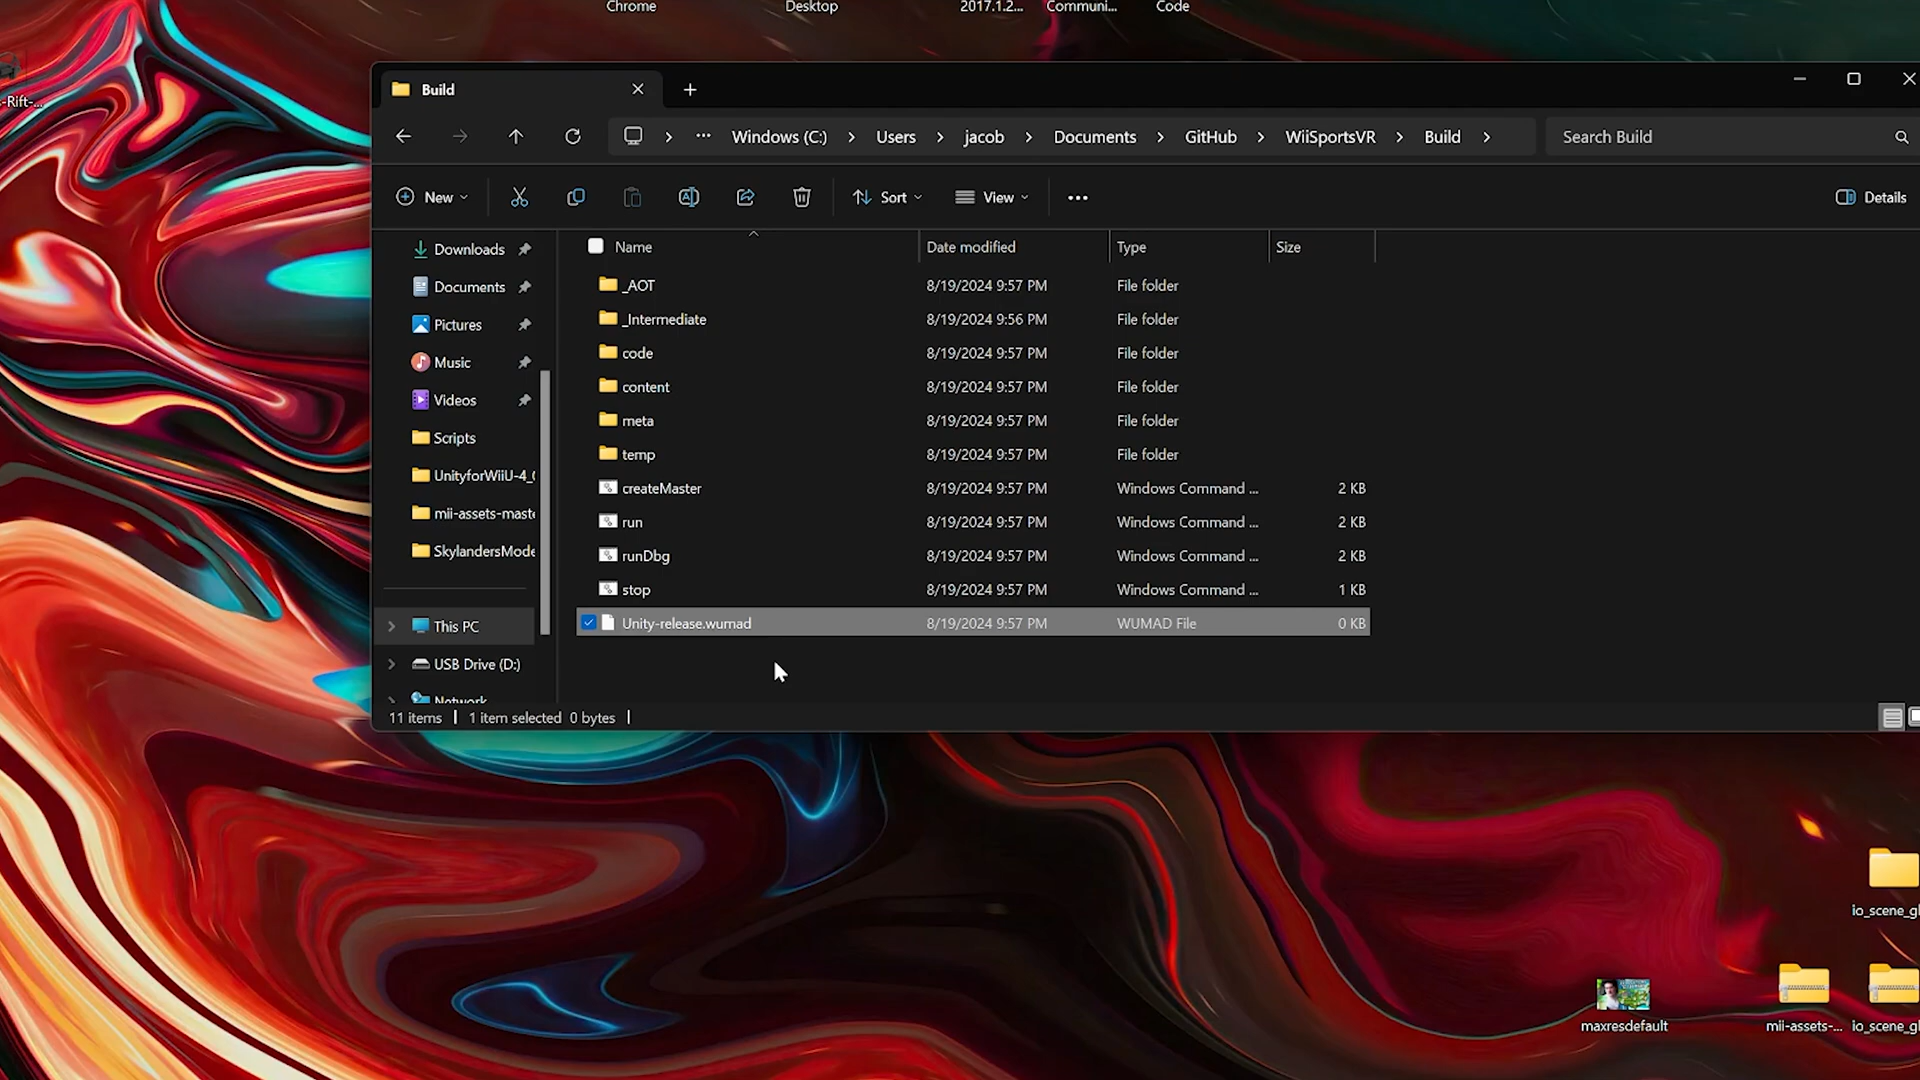 Chrome
Desktop
2017.1.2...
Communi...
Code
-Rift-...
Build
Windows (C:) Users jacob Documents GitHub WiiSportsVR Build
Search Build
New
Sort
View
Details
Downloads
Documents
Pictures
Music
Videos
Scripts
UnityforWiiU-4_
mii-assets-maste
SkylandersMode
This PC
USB Drive (D:)
Network
Name Date modified Type Size
_AOT 8/19/2024 9:57 PM File folder
_Intermediate 8/19/2024 9:56 PM File folder
code 8/19/2024 9:57 PM File folder
content 8/19/2024 9:57 PM File folder
meta 8/19/2024 9:57 PM File folder
temp 8/19/2024 9:57 PM File folder
createMaster 8/19/2024 9:57 PM Windows Command ... 2 KB
run 8/19/2024 9:57 PM Windows Command ... 2 KB
runDbg 8/19/2024 9:57 PM Windows Command ... 2 KB
stop 8/19/2024 9:57 PM Windows Command ... 1 KB
Unity-release.wumad 8/19/2024 9:57 PM WUMAD File 0 KB
11 items 1 item selected 0 bytes
io_scene_gl
maxresdefault
mii-assets-...
io_scene_gl